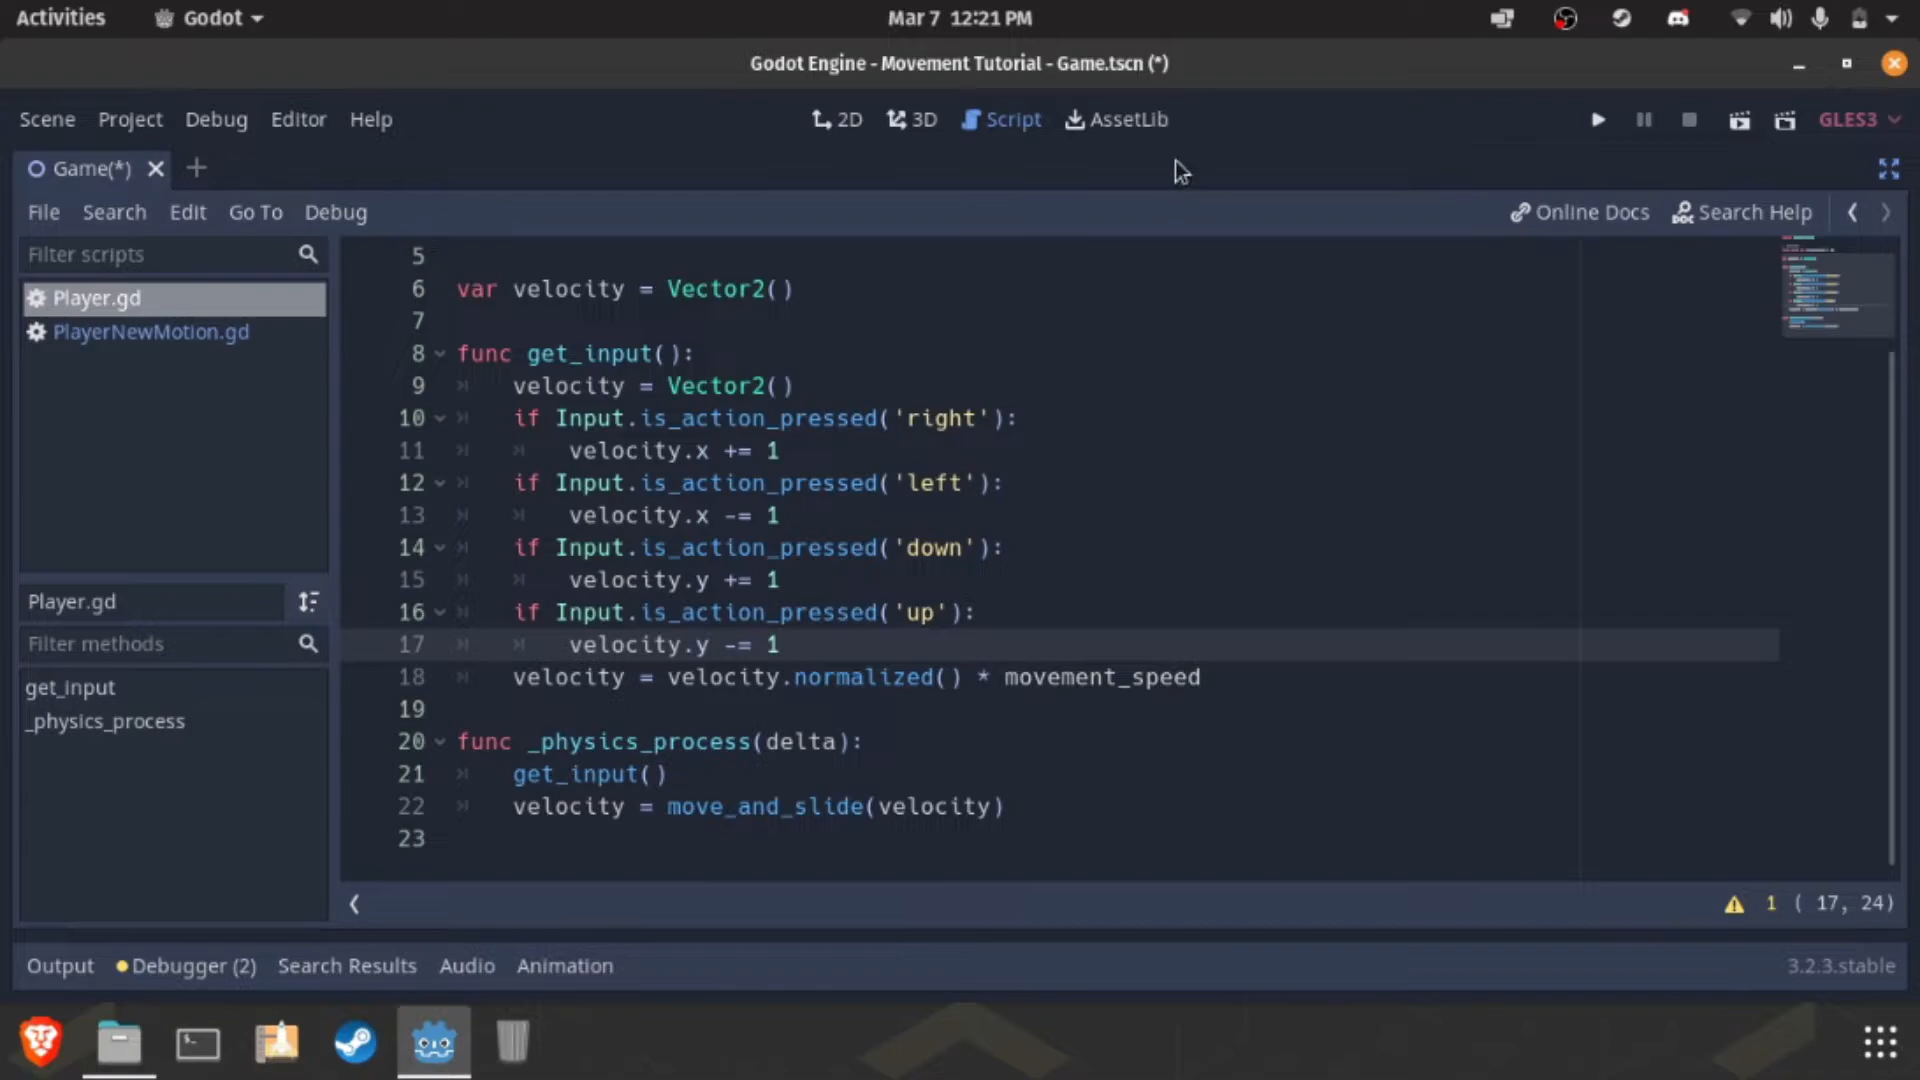 Activities Godot Mar 7 12:21 PM
Godot Engine - Movement Tutorial - Game.tscn (*)
Scene Project Debug Editor Help 2D 3D Script AssetLib GLES3
Game(*)
File Search Edit Go To Debug Online Docs Search Help
Filter scripts
Player.gd
PlayerNewMotion.gd
Player.gd
Filter methods
get_input
_physics_process
5
6 var velocity = Vector2()
7
8 func get_input():
9 velocity = Vector2()
10 if Input.is_action_pressed('right'):
11 velocity.x += 1
12 if Input.is_action_pressed('left'):
13 velocity.x -= 1
14 if Input.is_action_pressed('down'):
15 velocity.y += 1
16 if Input.is_action_pressed('up'):
17 velocity.y -= 1
18 velocity = velocity.normalized() * movement_speed
19
20 func _physics_process(delta):
21 get_input()
22 velocity = move_and_slide(velocity)
23
1 ( 17, 24)
Output Debugger (2) Search Results Audio Animation 3.2.3.stable